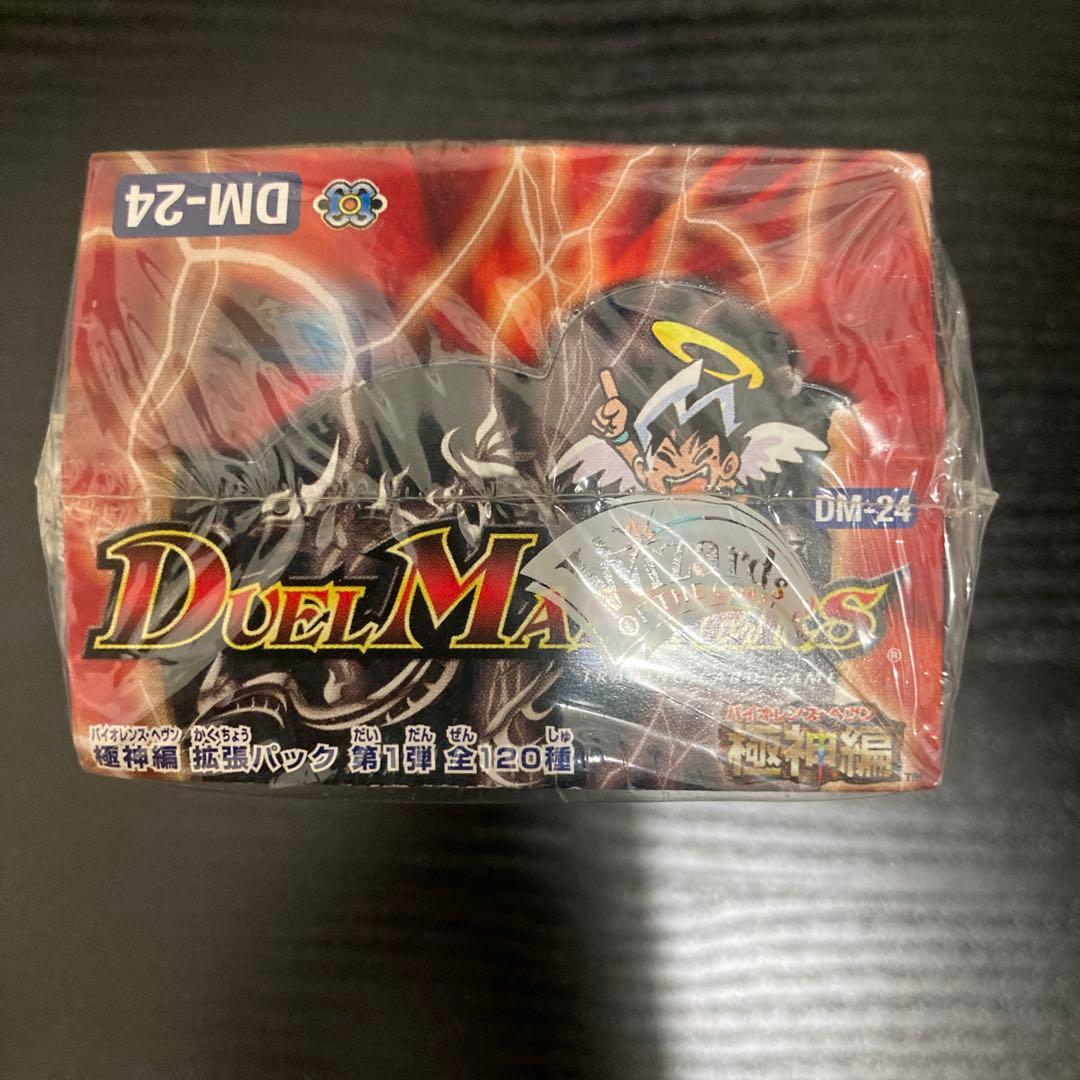 DM-24
DM-24
DUEL MASTERS
Wizards
OF THE COAST
®
TRADING CARD GAME
バイオレンス・ヘヴン かくちょう だい だん ぜん しゅ
極神編 拡張パック 第1弾 全120種
バイオレンス・ヘヴン
極神編
™